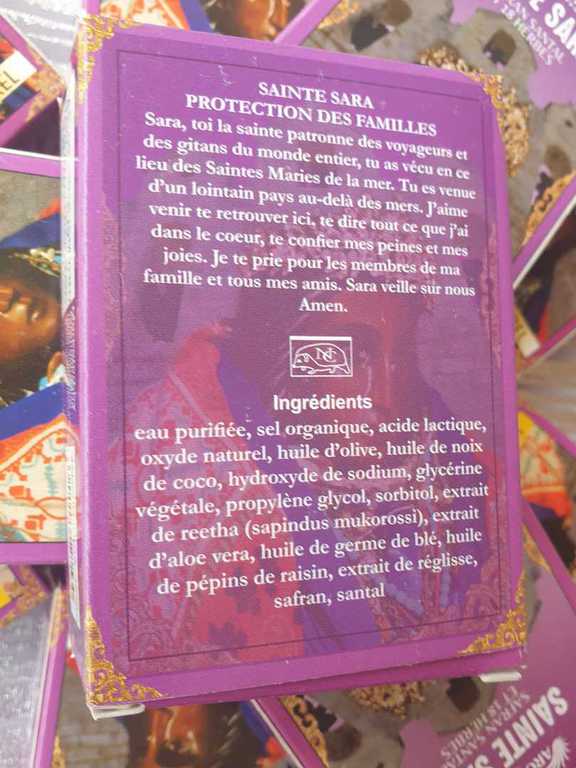 SAINTE SARA
PROTECTION DES FAMILLES
Sara, toi la sainte patronne des voyageurs et
des gitans du monde entier, tu as vécu en ce
lieu des Saintes Maries de la mer. Tu es venue
d'un lointain pays au-delà des mers. J'aime
venir te retrouver ici, te dire tout ce que j'ai
dans le coeur, te confier mes peines et mes
joies. Je te prie pour les membres de ma
famille et tous mes amis. Sara veille sur nous
Amen.
Ingrédients
eau purifiée, sel organique, acide lactique,
oxyde naturel, huile d'olive, huile de noix
de coco, hydroxyde de sodium, glycérine
végétale, propylène glycol, sorbitol, extrait
de reetha (sapindus mukorossi), extrait
d'aloe vera, huile de germe de blé, huile
de pépins de raisin, extrait de réglisse,
safran, santal
SAFRAN SANTAL
ET 28 HERBES
SAINTE